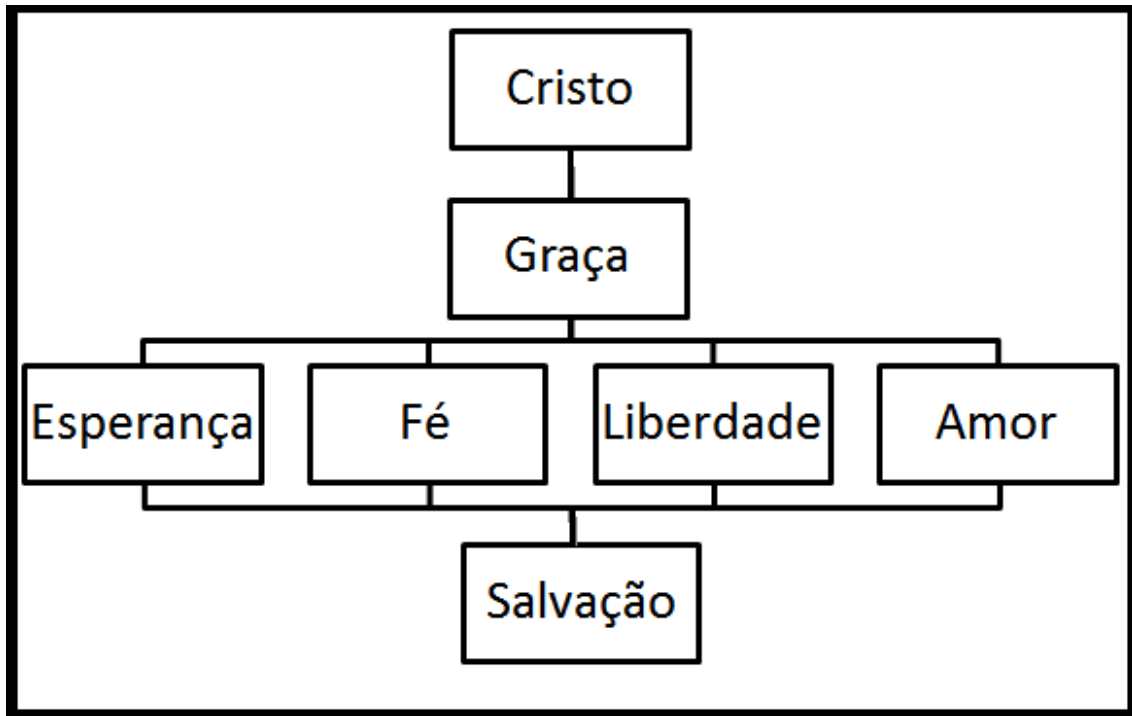 Cristo
Graça
Esperança
Fé
Liberdade
Amor
Salvação